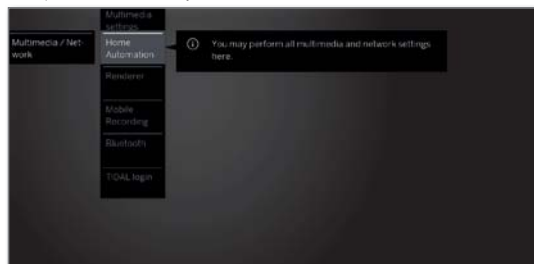 Multimedia
settings
Multimedia / Net-
work
Home
Automation
You may perform all multimedia and network settings
here.
Renderer
Mobile
Recording
Bluetooth
TIDAL login